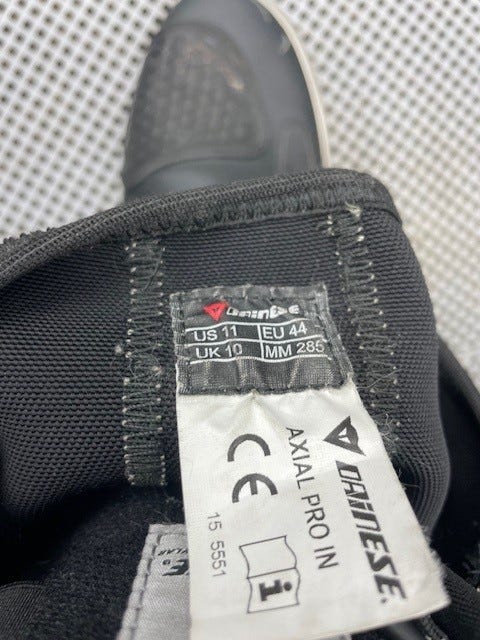 DAINESE
US 11 EU 44
UK 10 MM 285
DAINESE
AXIAL PRO IN
CE
15 5551
i